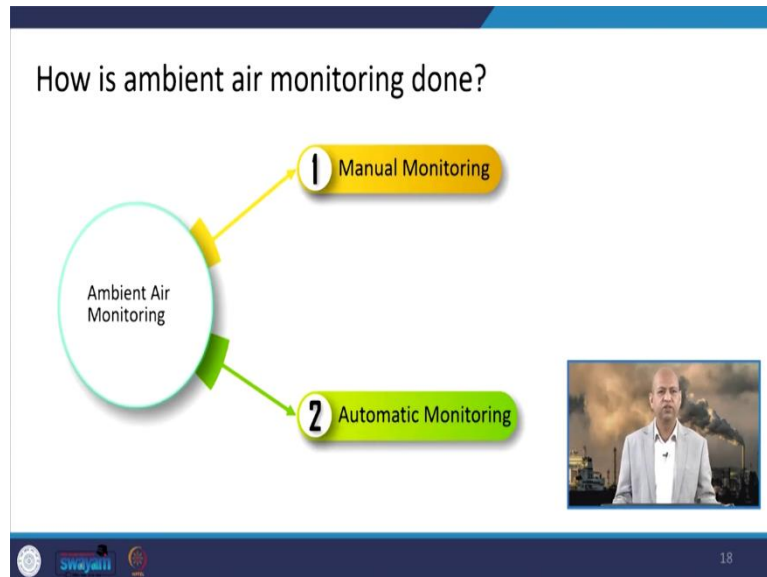 How is ambient air monitoring done?
1 Manual Monitoring
Ambient Air
Monitoring
2 Automatic Monitoring
swayam
18